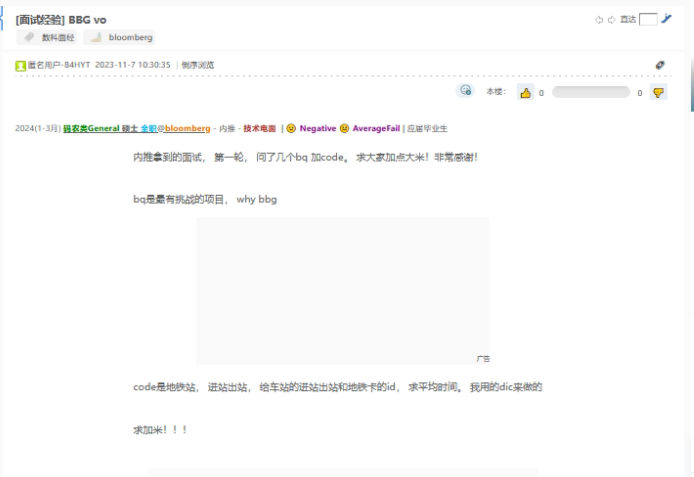 [面试经验] BBG vo
直达
数科面经 bloomberg
匿名用户-84HYT 2023-11-7 10:30:35 | 倒序浏览
本楼： 0 0
2024(1-3月) 码农类General 硕士 全职@bloomberg - 内推 - 技术电面 | Negative AverageFail | 应届毕业生
内推拿到的面试， 第一轮， 问了几个bq 加code。 求大家加点大米！非常感谢！
bq是最有挑战的项目， why bbg
广告
code是地铁站， 进站出站， 给车站的进站出站和地铁卡的id， 求平均时间。 我用的dic来做的
求加米！！！